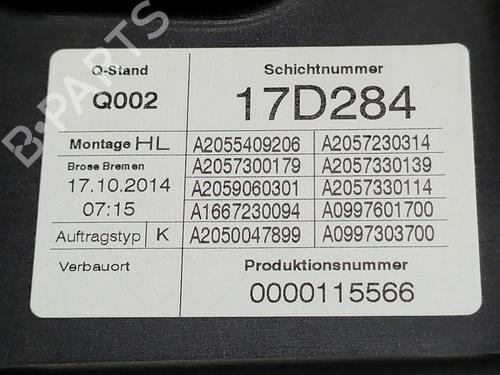 Q-Stand Schichtnummer
Q002 17D284
Montage HL A2055409206 A2057230314
Brose Bremen A2057300179 A2057330139
17.10.2014 A2059060301 A2057330114
07:15 A1667230094 A0997601700
Auftragstyp K A2050047899 A0997303700
Verbauort Produktionsnummer
0000115566
B-PARTS